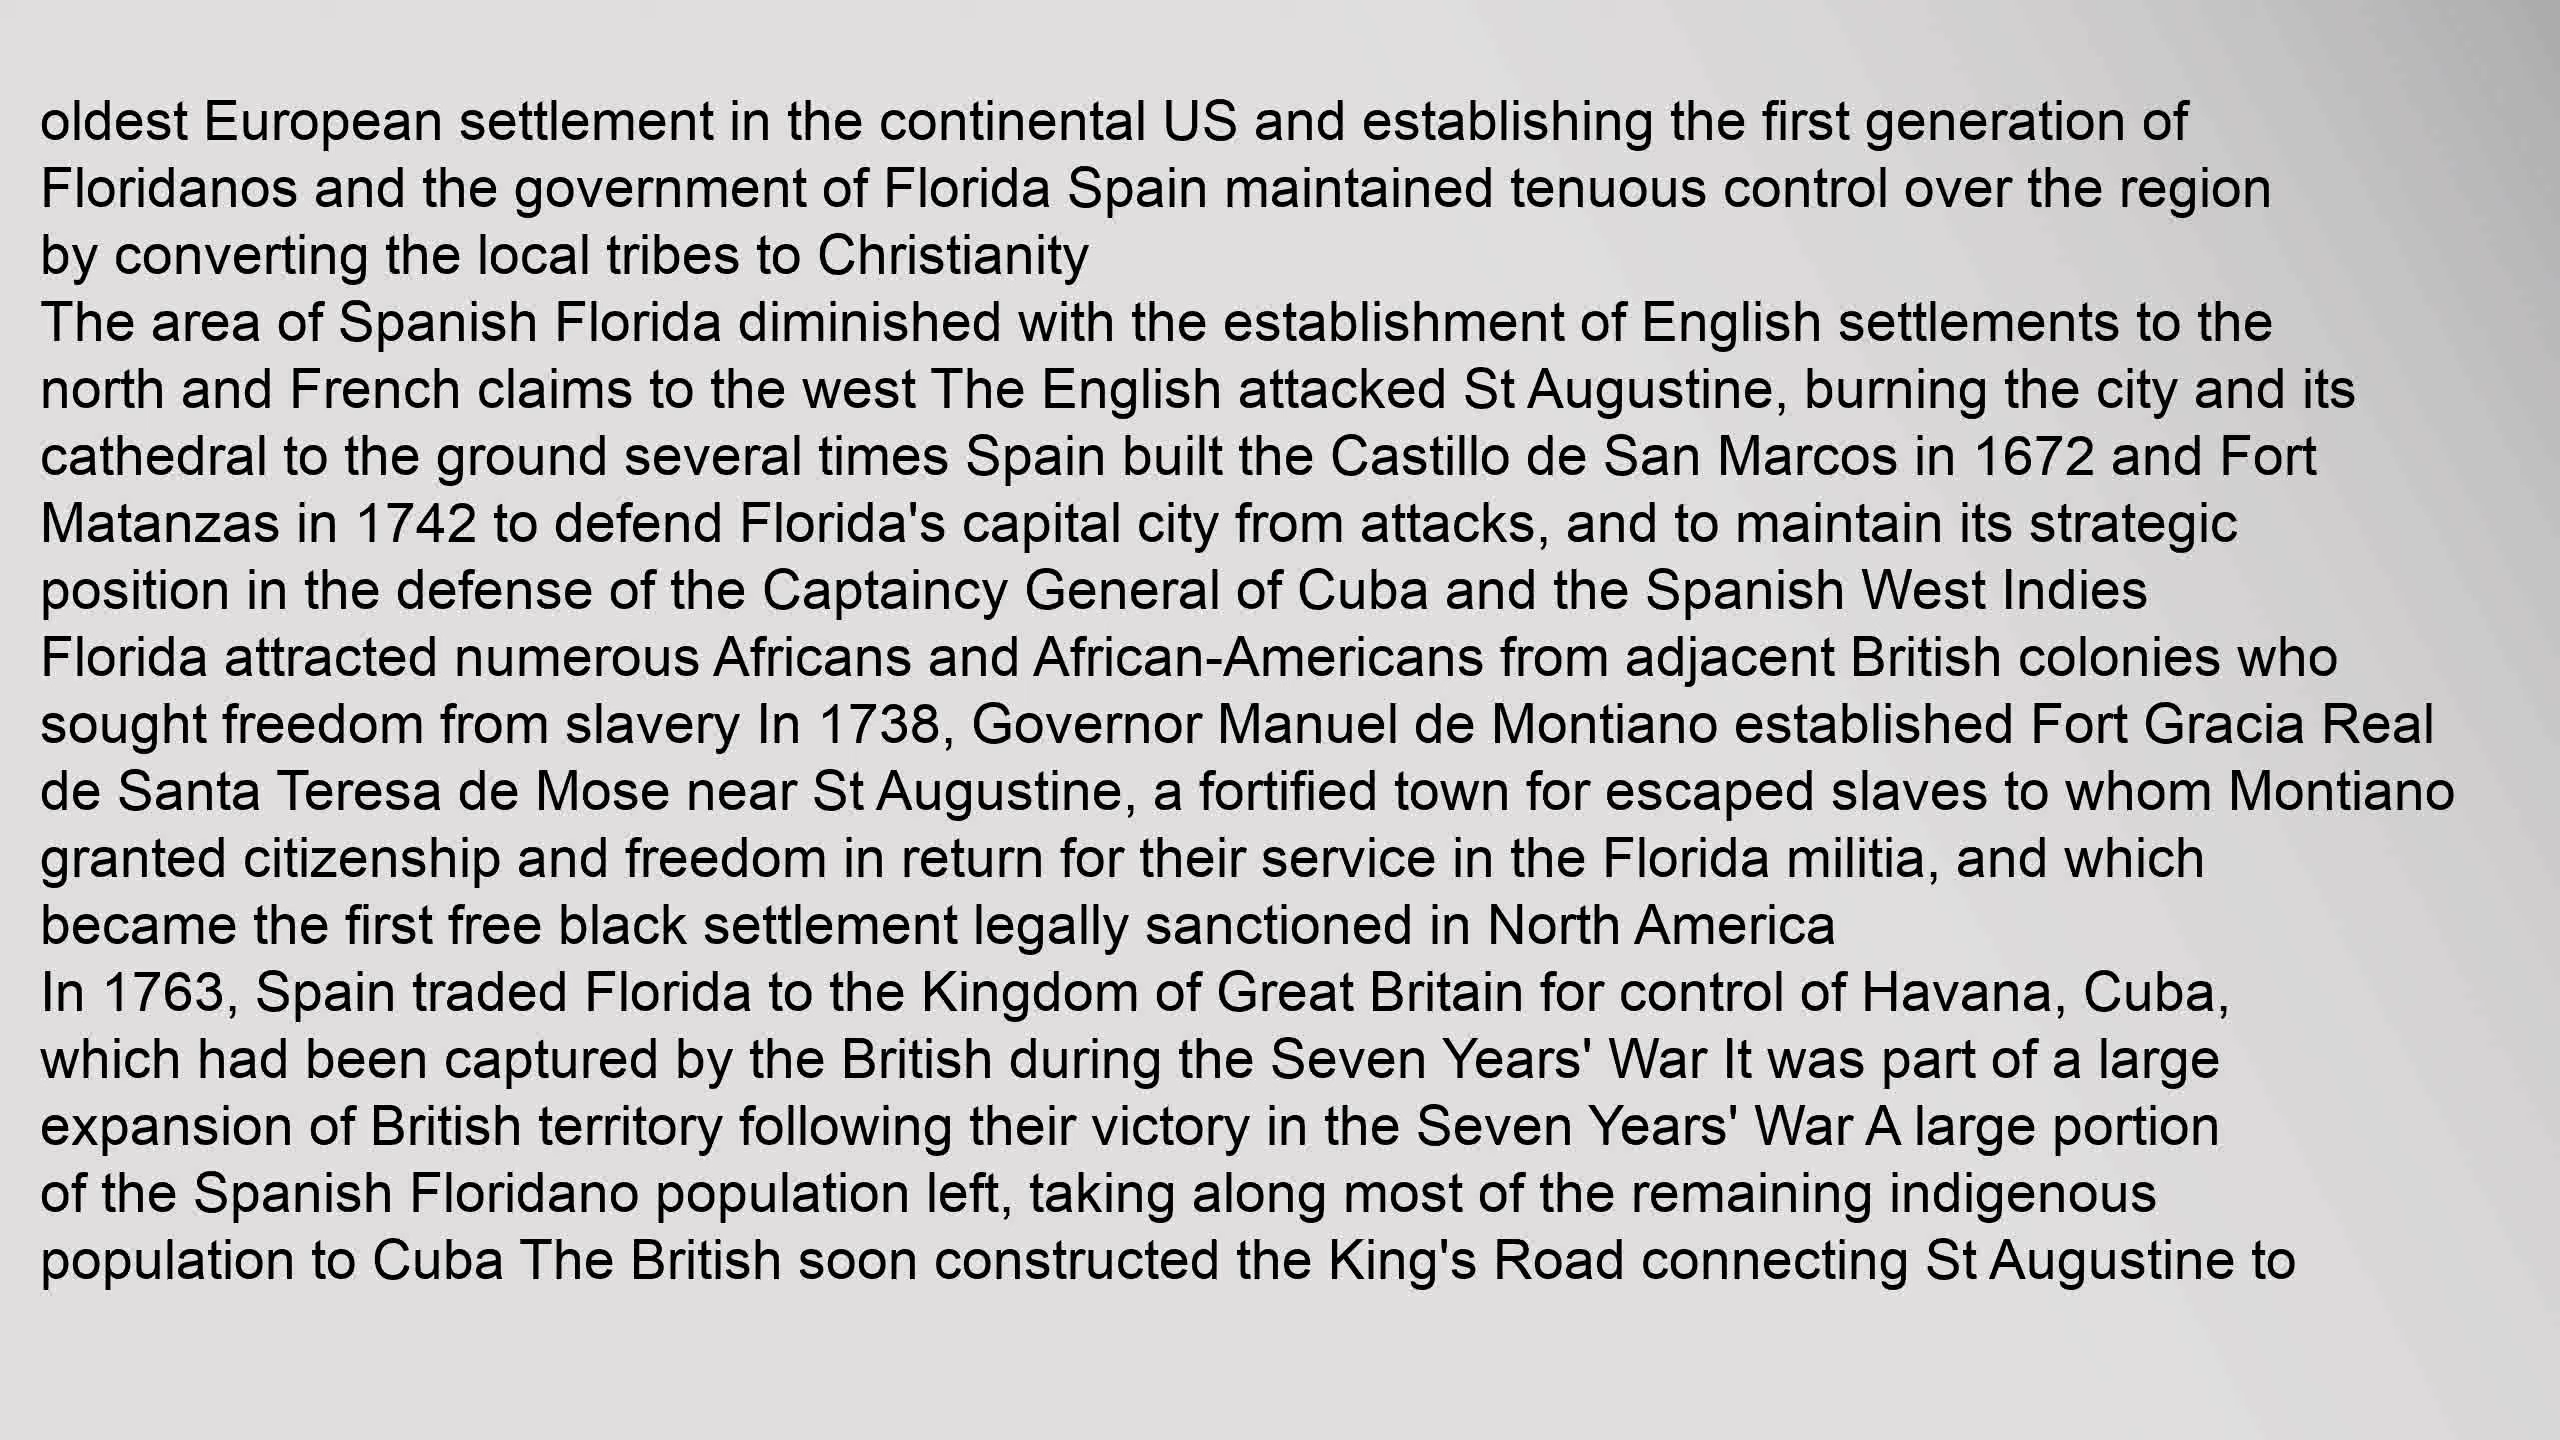 oldest European settlement in the continental US and establishing the first generation of
Floridanos and the government of Florida Spain maintained tenuous control over the region
by converting the local tribes to Christianity
The area of Spanish Florida diminished with the establishment of English settlements to the
north and French claims to the west The English attacked St Augustine, burning the city and its
cathedral to the ground several times Spain built the Castillo de San Marcos in 1672 and Fort
Matanzas in 1742 to defend Florida's capital city from attacks, and to maintain its strategic
position in the defense of the Captaincy General of Cuba and the Spanish West Indies
Florida attracted numerous Africans and African-Americans from adjacent British colonies who
sought freedom from slavery In 1738, Governor Manuel de Montiano established Fort Gracia Real
de Santa Teresa de Mose near St Augustine, a fortified town for escaped slaves to whom Montiano
granted citizenship and freedom in return for their service in the Florida militia, and which
became the first free black settlement legally sanctioned in North America
In 1763, Spain traded Florida to the Kingdom of Great Britain for control of Havana, Cuba,
which had been captured by the British during the Seven Years' War It was part of a large
expansion of British territory following their victory in the Seven Years' War A large portion
of the Spanish Floridano population left, taking along most of the remaining indigenous
population to Cuba The British soon constructed the King's Road connecting St Augustine to